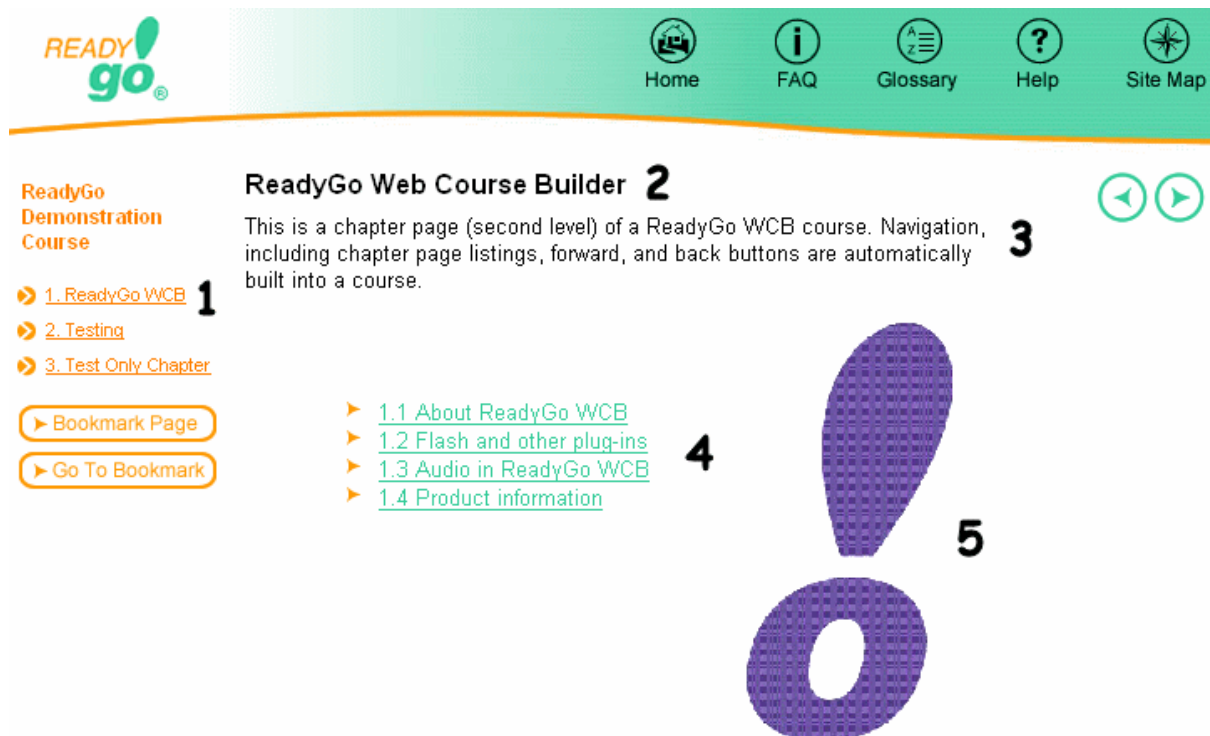 READY
go®
Home FAQ Glossary Help Site Map
ReadyGo
Demonstration
Course
1. ReadyGo WCB 1
2. Testing
3. Test Only Chapter
Bookmark Page
Go To Bookmark
ReadyGo Web Course Builder 2
This is a chapter page (second level) of a ReadyGo WCB course. Navigation,
including chapter page listings, forward, and back buttons are automatically 3
built into a course.
1.1 About ReadyGo WCB
1.2 Flash and other plug-ins
1.3 Audio in ReadyGo WCB
1.4 Product information
4
5